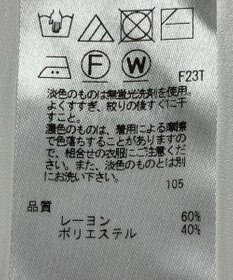 F W F23T
淡色のものは無蛍光洗剤を使用。
よくすすぎ、絞りの後すぐに干
すこと。
濃色のものは、着用による摩擦
で色落ちすることがありますの
で、組合せの衣服にご注意くださ
い。また、淡色のものとは別
にお洗い下さい。
105
品質
レーヨン 60%
ポリエステル 40%